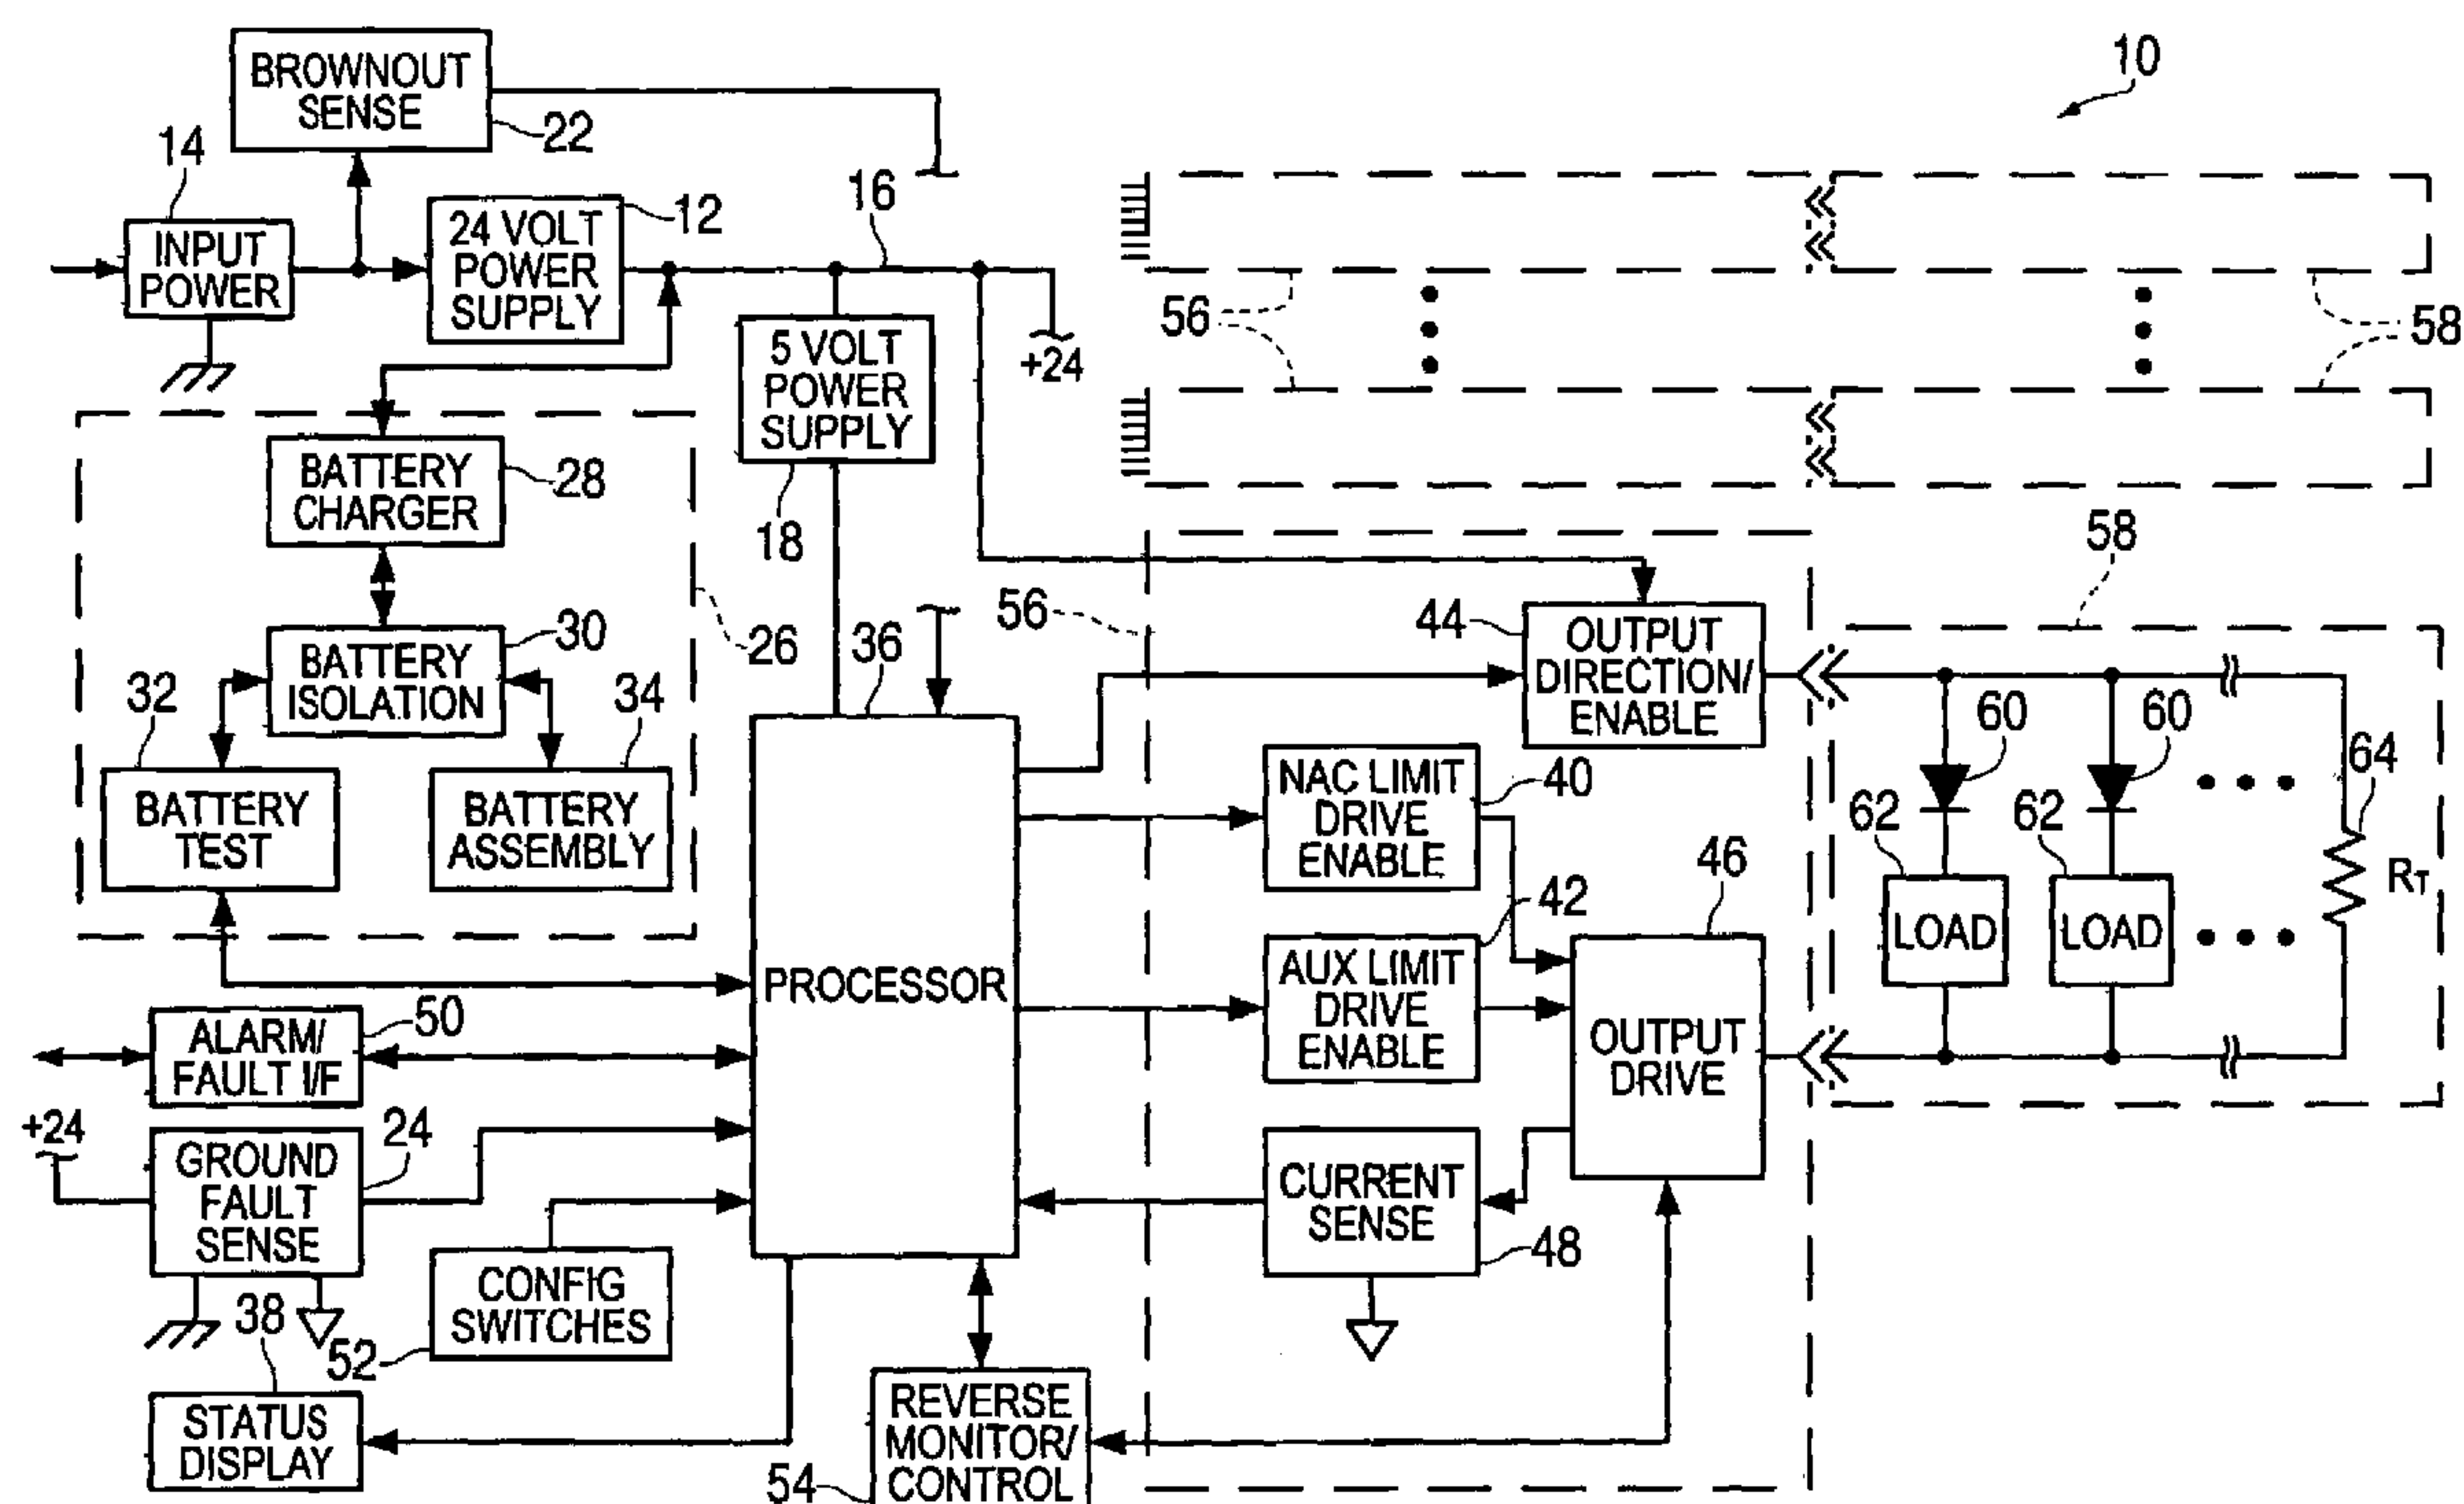 BROWNOUT
SENSE
22
10
14
INPUT
POWER
24 VOLT
POWER
SUPPLY
12
16
+24
56
58
5 VOLT
POWER
SUPPLY
18
BATTERY
CHARGER
28
BATTERY
ISOLATION
30
26
32
BATTERY
TEST
34
BATTERY
ASSEMBLY
36
PROCESSOR
56
44
OUTPUT
DIRECTION/
ENABLE
58
NAC LIMIT
DRIVE
ENABLE
40
42
AUX LIMIT
DRIVE
ENABLE
46
OUTPUT
DRIVE
60
60
62
LOAD
62
LOAD
64
RT
ALARM/
FAULT I/F
50
+24
GROUND
FAULT
SENSE
24
CURRENT
SENSE
48
CONFIG
SWITCHES
52
38
STATUS
DISPLAY
REVERSE
MONITOR/
CONTROL
54